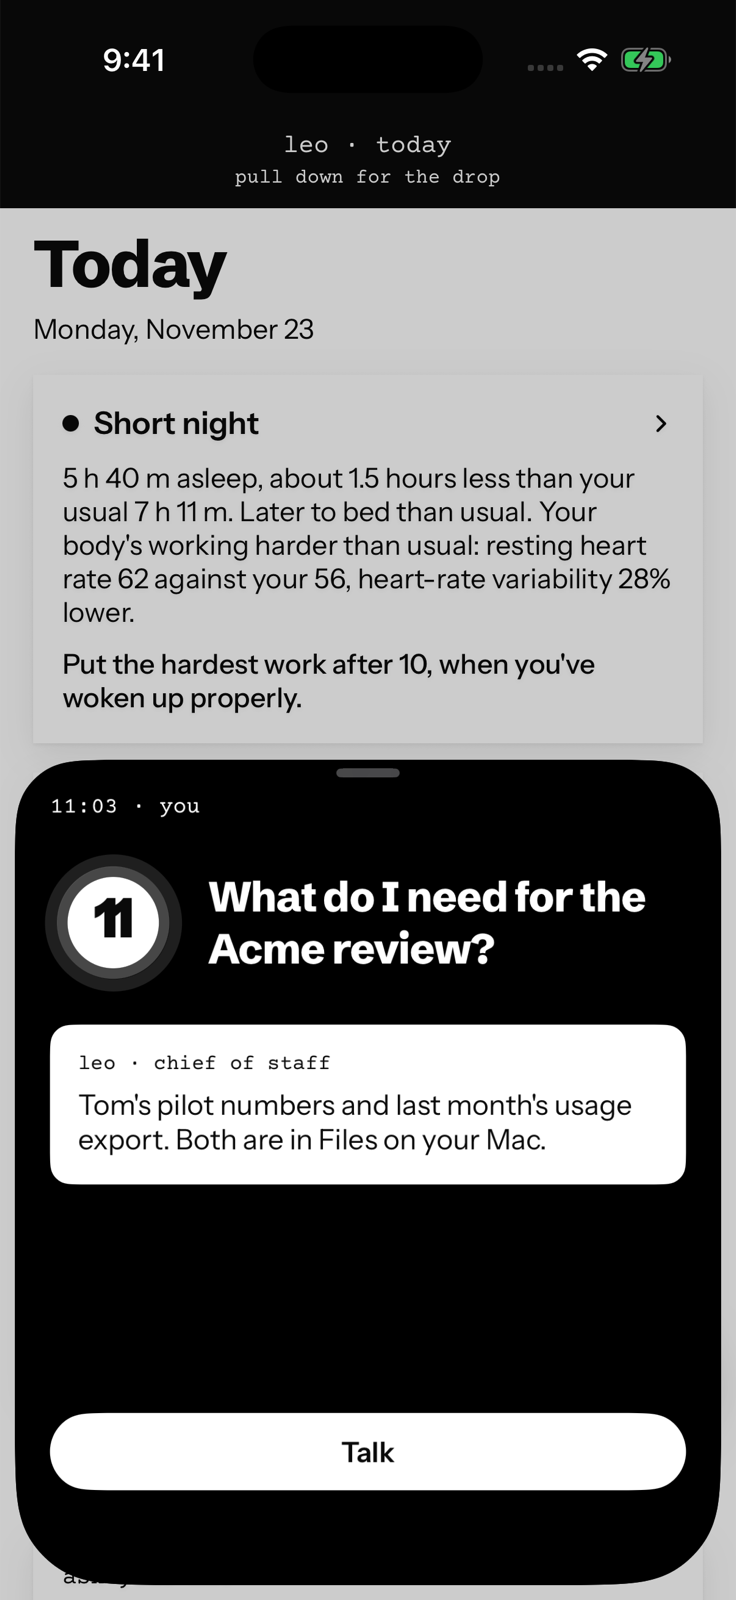 9:41
leo · today
pull down for the drop
Today
Monday, November 23
Short night
5 h 40 m asleep, about 1.5 hours less than your
usual 7 h 11 m. Later to bed than usual. Your
body's working harder than usual: resting heart
rate 62 against your 56, heart-rate variability 28%
lower.
Put the hardest work after 10, when you've
woken up properly.
11:03 · you
11
What do I need for the
Acme review?
leo · chief of staff
Tom's pilot numbers and last month's usage
export. Both are in Files on your Mac.
Talk